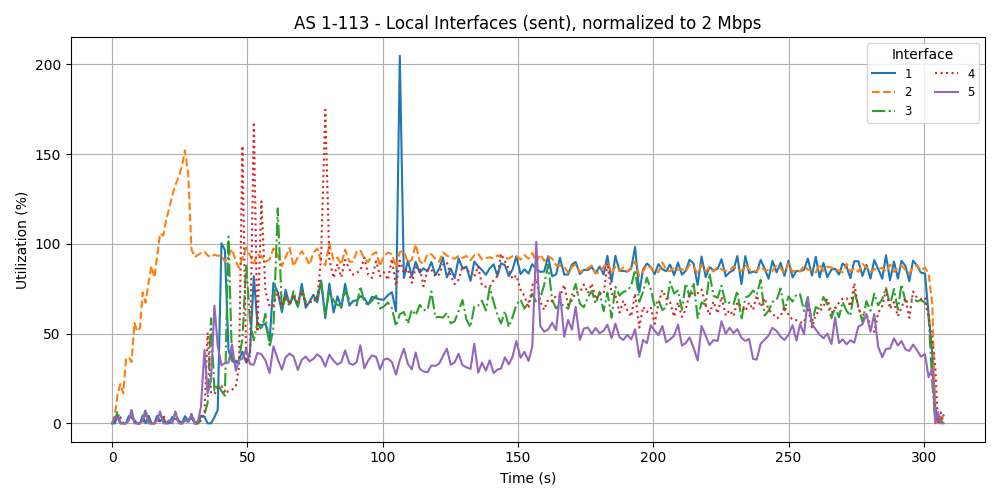 AS 1-113 - Local Interfaces (sent), normalized to 2 Mbps
Utilization (%)
200
150
100
50
0
0 50 100 150 200 250 300
Time (s)
Interface
1 4
2 5
3